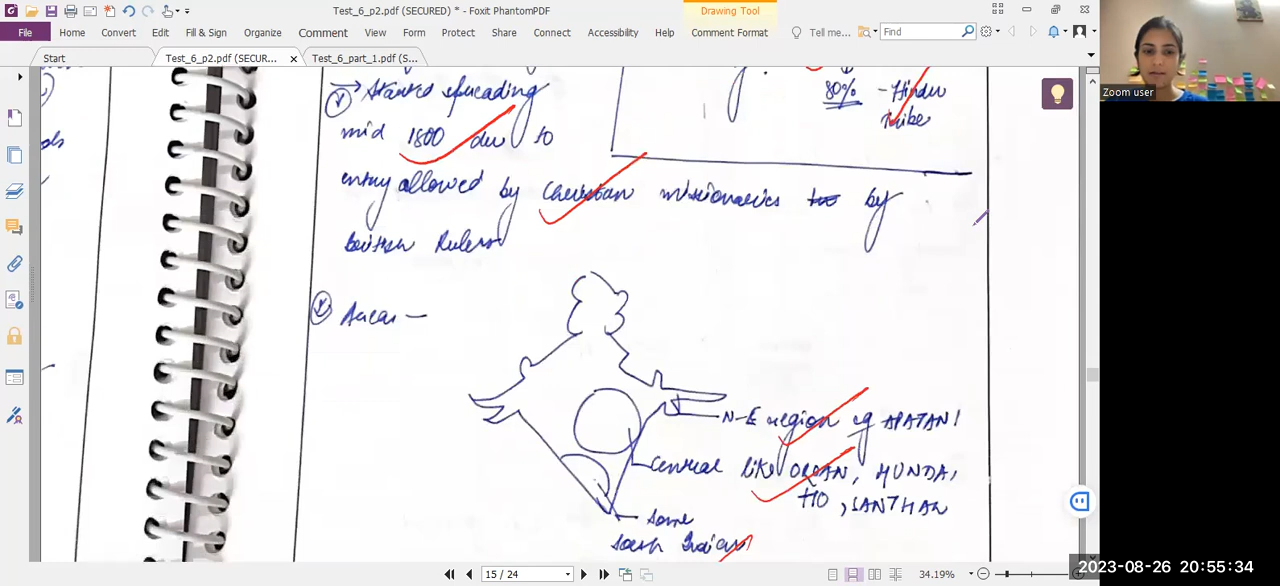 Test_6_p2.pdf (SECURED) * - Foxit PhantomPDF
Drawing Tool
File Home Convert Edit Fill & Sign Organize Comment View Form Protect Share Connect Accessibility Help Comment Format Tell me... Find
Start Test_6_p2.pdf (SECUR... Test_6_part_1.pdf (S...
Zoom user
Started spreading
mid 1800 due to
entry allowed by Christian missionaries by
British Rulers
80% - Hindu
tribe
Areas -
N-E region eg APATANI
Central like ORAN, MUNDA,
HO, SANTHAL
Some
South Indian
15 / 24
34.19%
2023-08-26 20:55:34